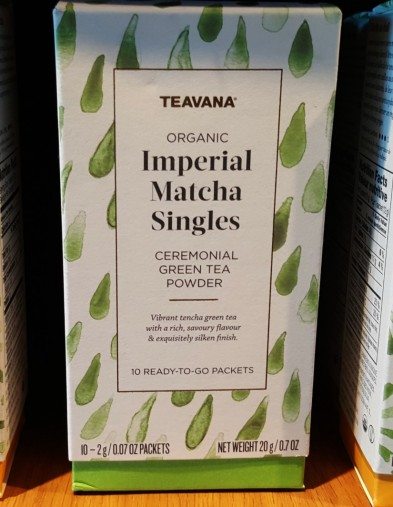 TEAVANA®
ORGANIC
Imperial
Matcha
Singles
CEREMONIAL
GREEN TEA
POWDER
Vibrant tencha green tea
with a rich, savoury flavour
& exquisitely silken finish.
10 READY-TO-GO PACKETS
10 – 2 g / 0.07 OZ PACKETS
NET WEIGHT 20 g / 0.7 OZ